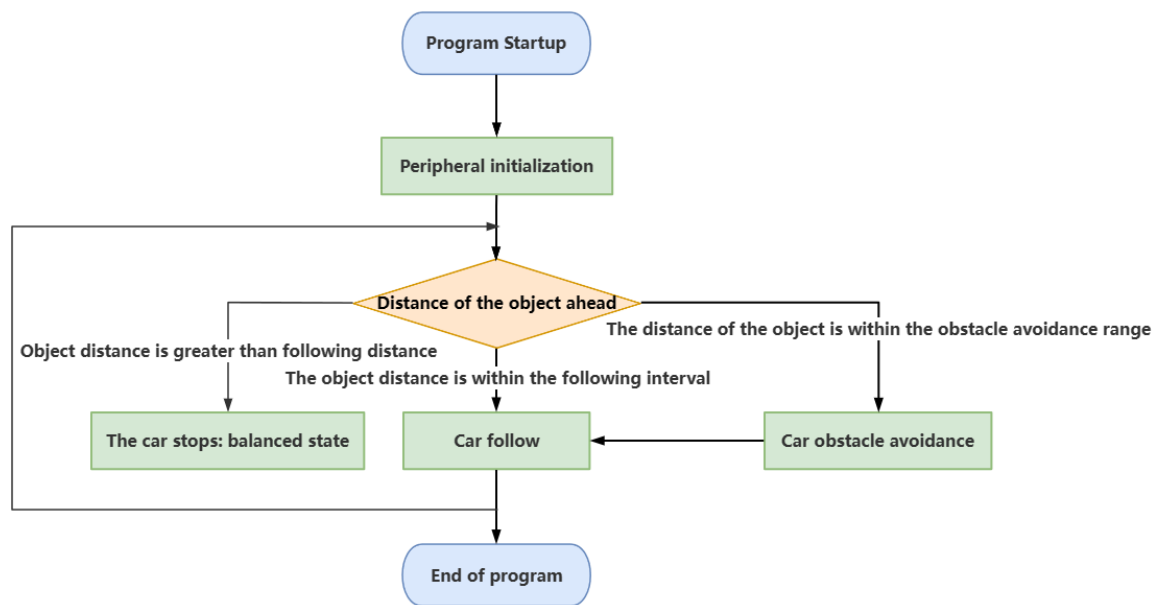 Program Startup
Peripheral initialization
Distance of the object ahead
The distance of the object is within the obstacle avoidance range
Object distance is greater than following distance
The object distance is within the following interval
The car stops: balanced state
Car follow
Car obstacle avoidance
End of program